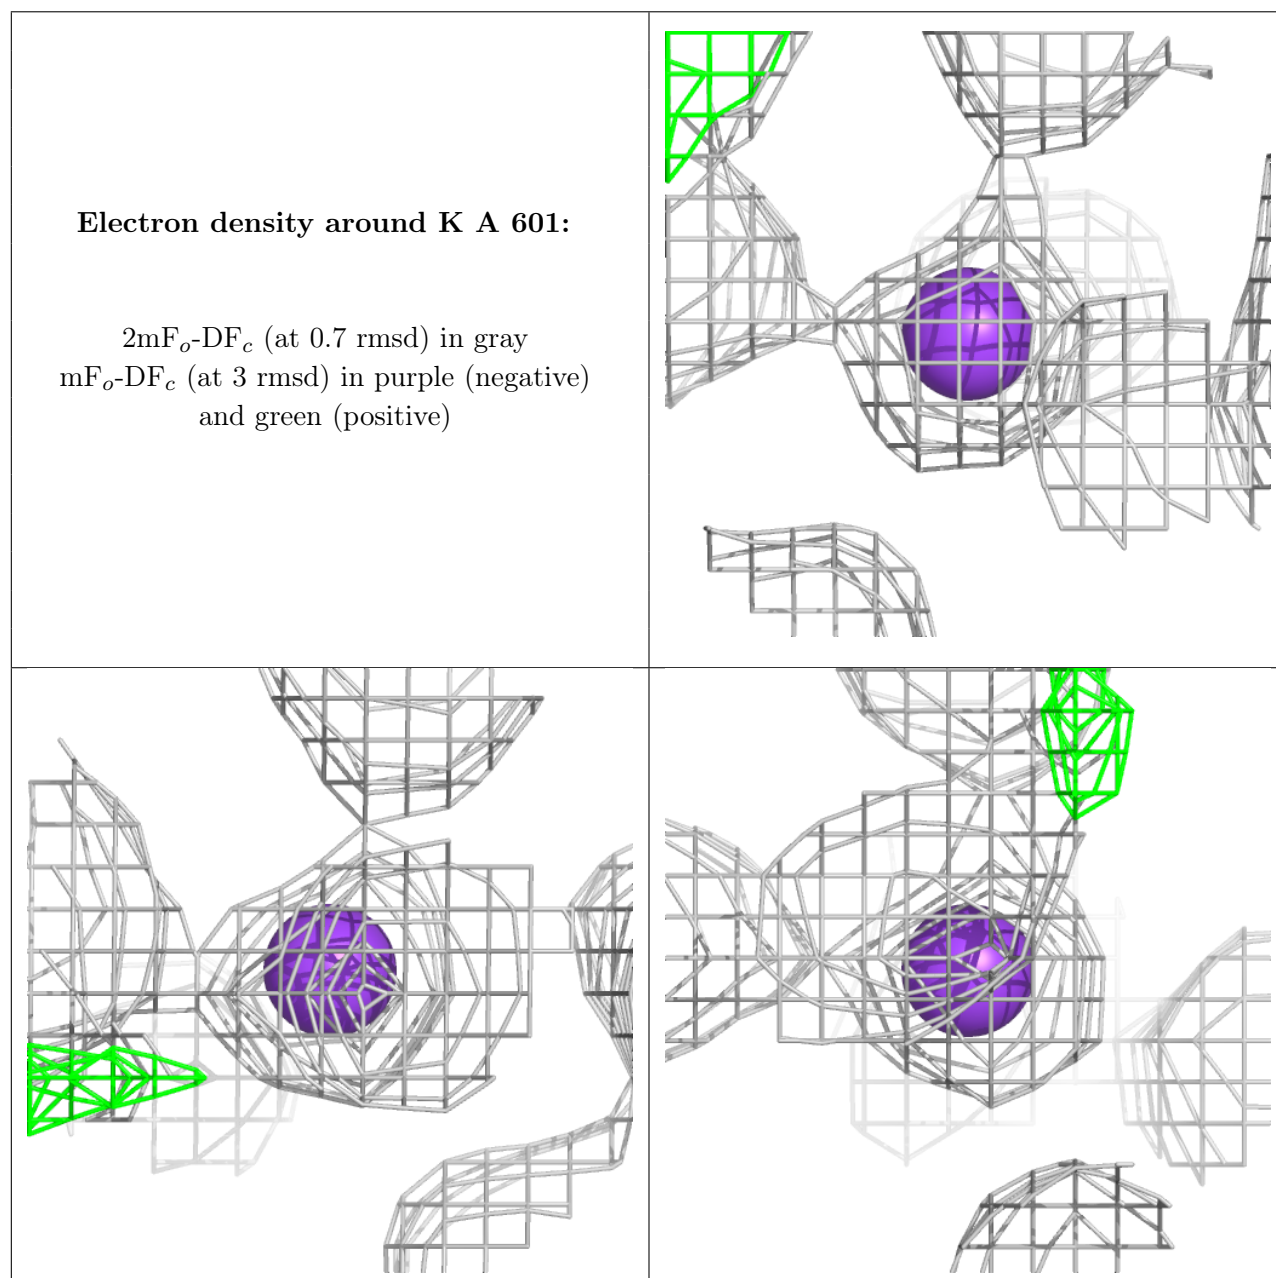 Electron density around K A 601:
2mFo-DFc (at 0.7 rmsd) in gray
mFo-DFc (at 3 rmsd) in purple (negative)
and green (positive)